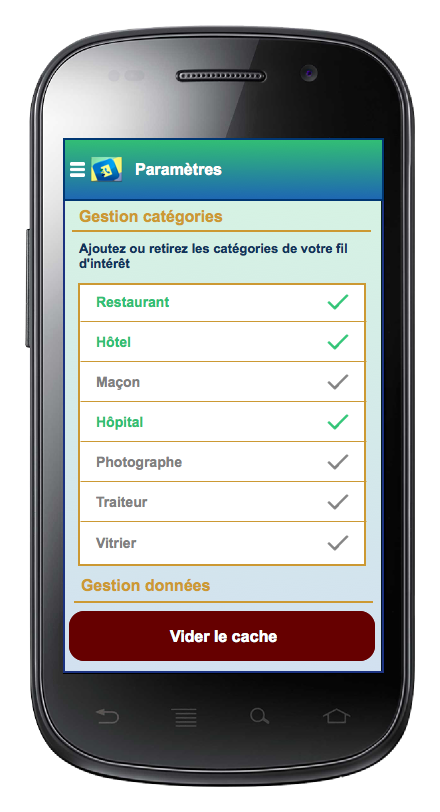 Paramètres
Gestion catégories
Ajoutez ou retirez les catégories de votre fil
d'intérêt
Restaurant
Hôtel
Maçon
Hôpital
Photographe
Traiteur
Vitrier
Gestion données
Vider le cache